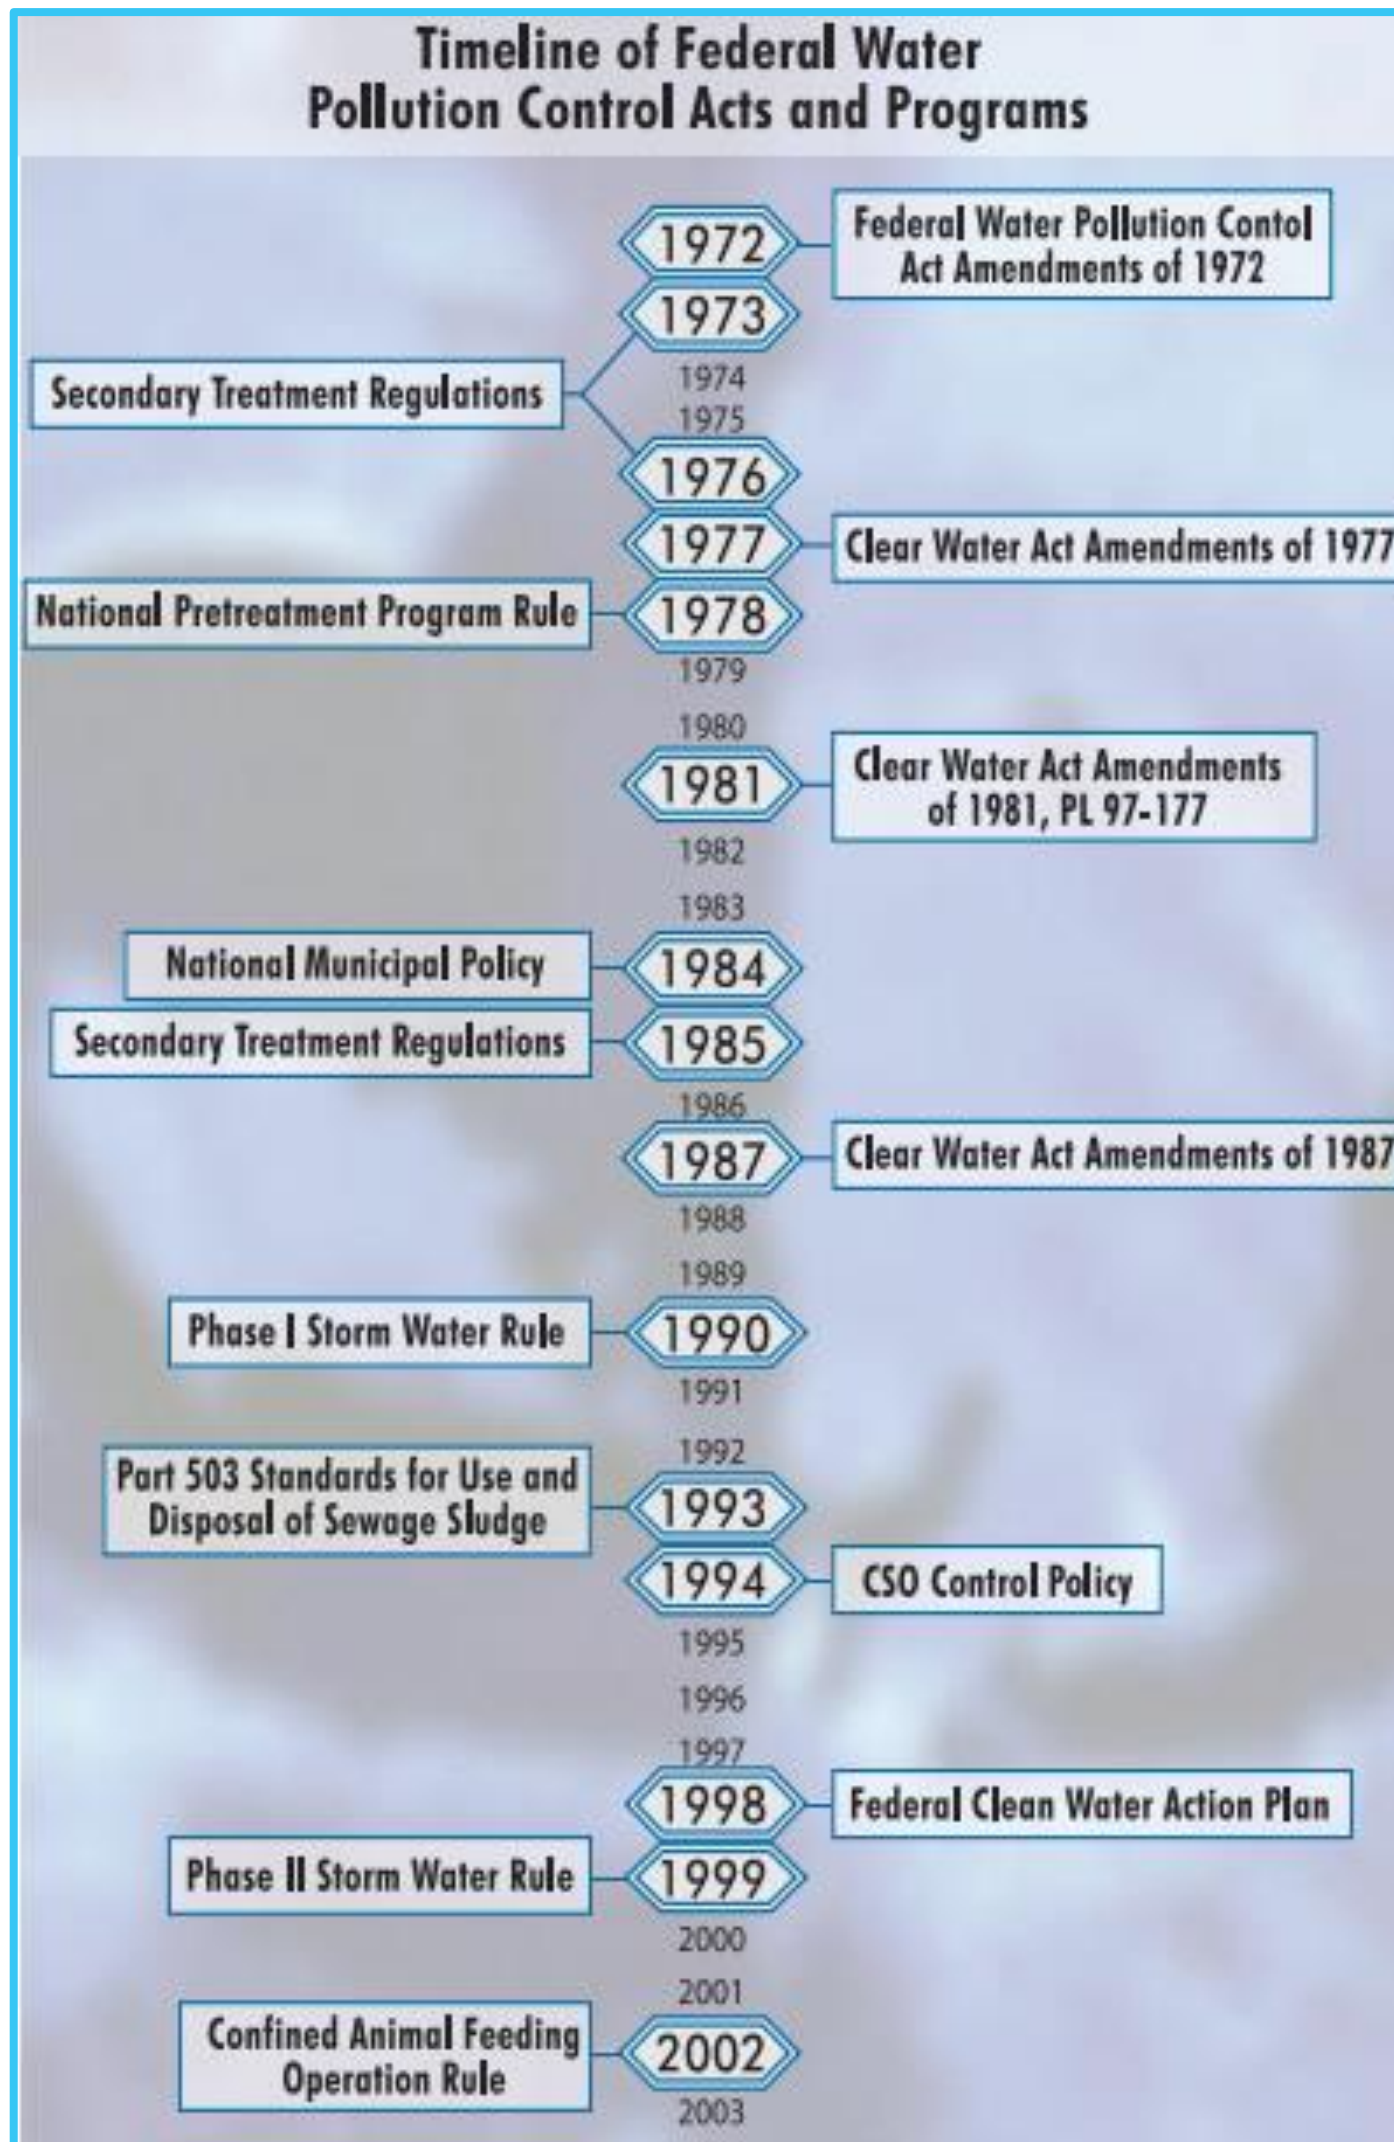 Timeline of Federal Water
Pollution Control Acts and Programs
1972
Federal Water Pollution Contol
Act Amendments of 1972
1973
Secondary Treatment Regulations
1974
1975
1976
1977
Clear Water Act Amendments of 1977
National Pretreatment Program Rule
1978
1979
1980
1981
Clear Water Act Amendments
of 1981, PL 97-177
1982
1983
National Municipal Policy
1984
Secondary Treatment Regulations
1985
1986
1987
Clear Water Act Amendments of 1987
1988
1989
Phase I Storm Water Rule
1990
1991
1992
Part 503 Standards for Use and
Disposal of Sewage Sludge
1993
1994
CSO Control Policy
1995
1996
1997
1998
Federal Clean Water Action Plan
Phase II Storm Water Rule
1999
2000
2001
Confined Animal Feeding
Operation Rule
2002
2003